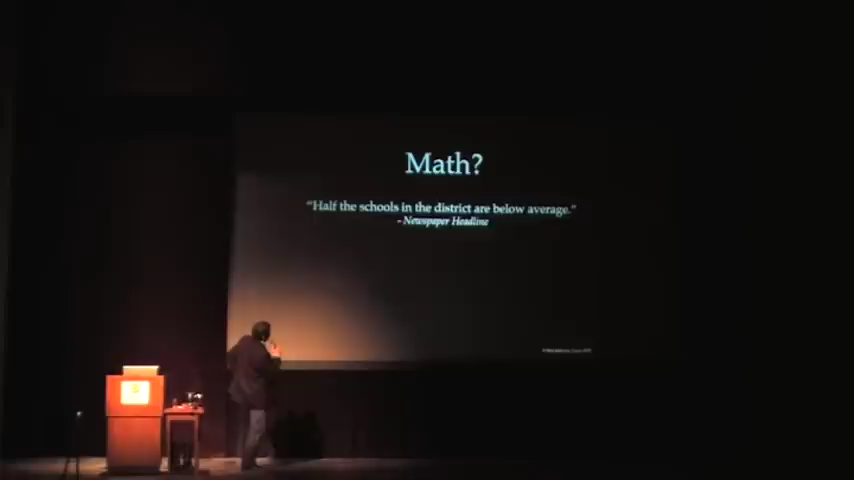 Math?
“Half the schools in the district are below average.”
- Newspaper Headline